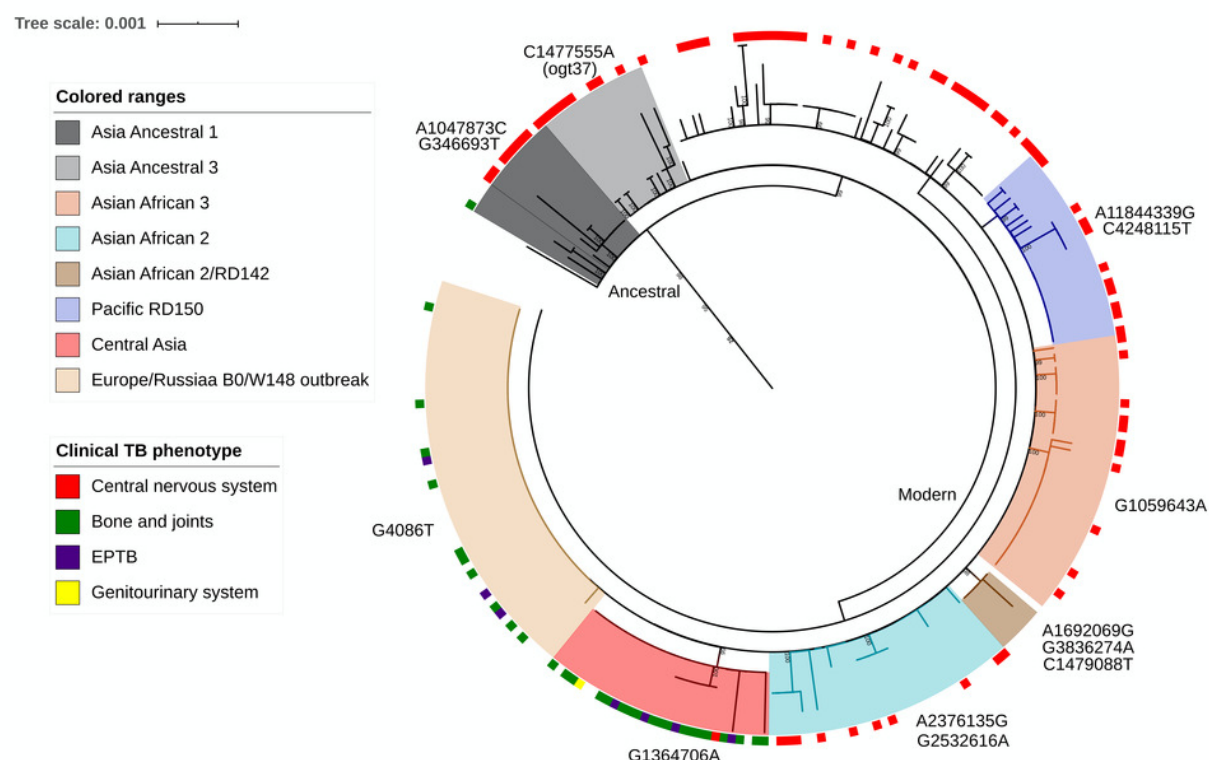 Tree scale: 0.001
Colored ranges
Asia Ancestral 1
Asia Ancestral 3
Asian African 3
Asian African 2
Asian African 2/RD142
Pacific RD150
Central Asia
Europe/Russiaa B0/W148 outbreak
Clinical TB phenotype
Central nervous system
Bone and joints
EPTB
Genitourinary system
C1477555A
(ogt37)
A1047873C
G346693T
Ancestral
A11844339G
C4248115T
Modern
G1059643A
G4086T
A1692069G
G3836274A
C1479088T
A2376135G
G2532616A
G1364706A